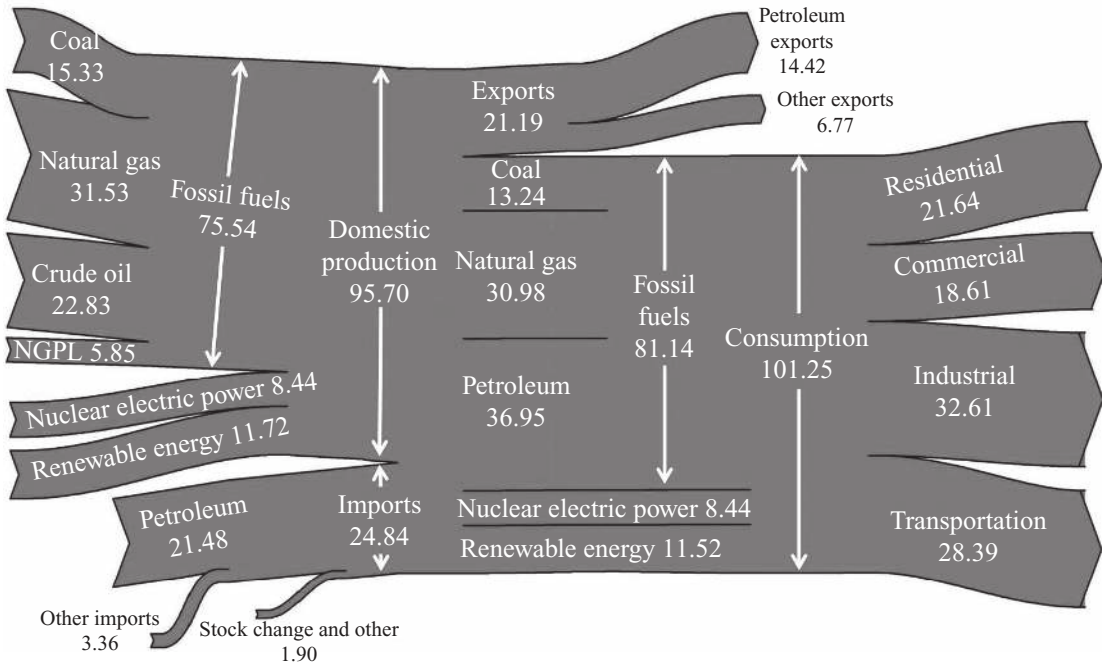 Coal
15.33
Natural gas
31.53
Crude oil
22.83
NGPL 5.85
Nuclear electric power 8.44
Renewable energy 11.72
Petroleum
21.48
Other imports
3.36
Stock change and other
1.90
Fossil fuels
75.54
Domestic
production
95.70
Imports
24.84
Exports
21.19
Petroleum
exports
14.42
Other exports
6.77
Coal
13.24
Natural gas
30.98
Petroleum
36.95
Nuclear electric power 8.44
Renewable energy 11.52
Fossil
fuels
81.14
Consumption
101.25
Residential
21.64
Commercial
18.61
Industrial
32.61
Transportation
28.39